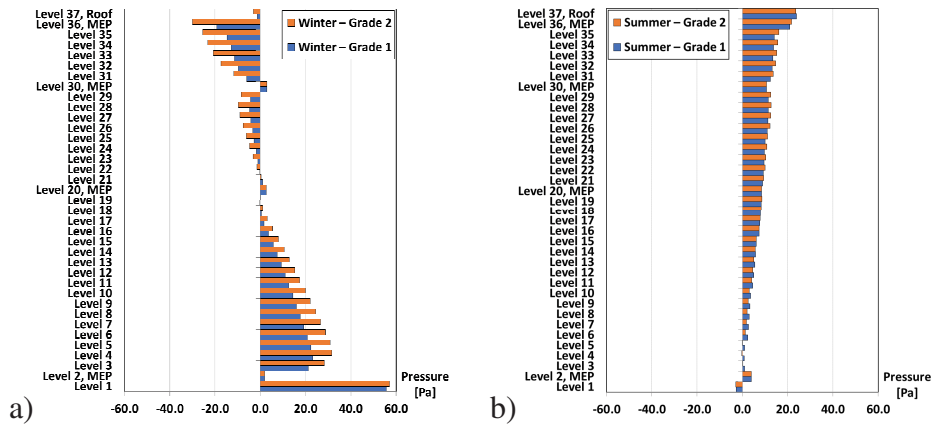 Level 37, Roof
Level 36, MEP
Level 35
Level 34
Level 33
Level 32
Level 31
Level 30, MEP
Level 29
Level 28
Level 27
Level 26
Level 25
Level 24
Level 23
Level 22
Level 21
Level 20, MEP
Level 19
Level 18
Level 17
Level 16
Level 15
Level 14
Level 13
Level 12
Level 11
Level 10
Level 9
Level 8
Level 7
Level 6
Level 5
Level 4
Level 3
Level 2, MEP
Level 1
Winter – Grade 2
Winter – Grade 1
Pressure
[Pa]
-60.0 -40.0 -20.0 0.0 20.0 40.0 60.0
a)
Level 37, Roof
Level 36, MEP
Level 35
Level 34
Level 33
Level 32
Level 31
Level 30, MEP
Level 29
Level 28
Level 27
Level 26
Level 25
Level 24
Level 23
Level 22
Level 21
Level 20, MEP
Level 19
Level 18
Level 17
Level 16
Level 15
Level 14
Level 13
Level 12
Level 11
Level 10
Level 9
Level 8
Level 7
Level 6
Level 5
Level 4
Level 3
Level 2, MEP
Level 1
Summer – Grade 2
Summer – Grade 1
Pressure
[Pa]
-60.0 -40.0 -20.0 0.0 20.0 40.0 60.0
b)